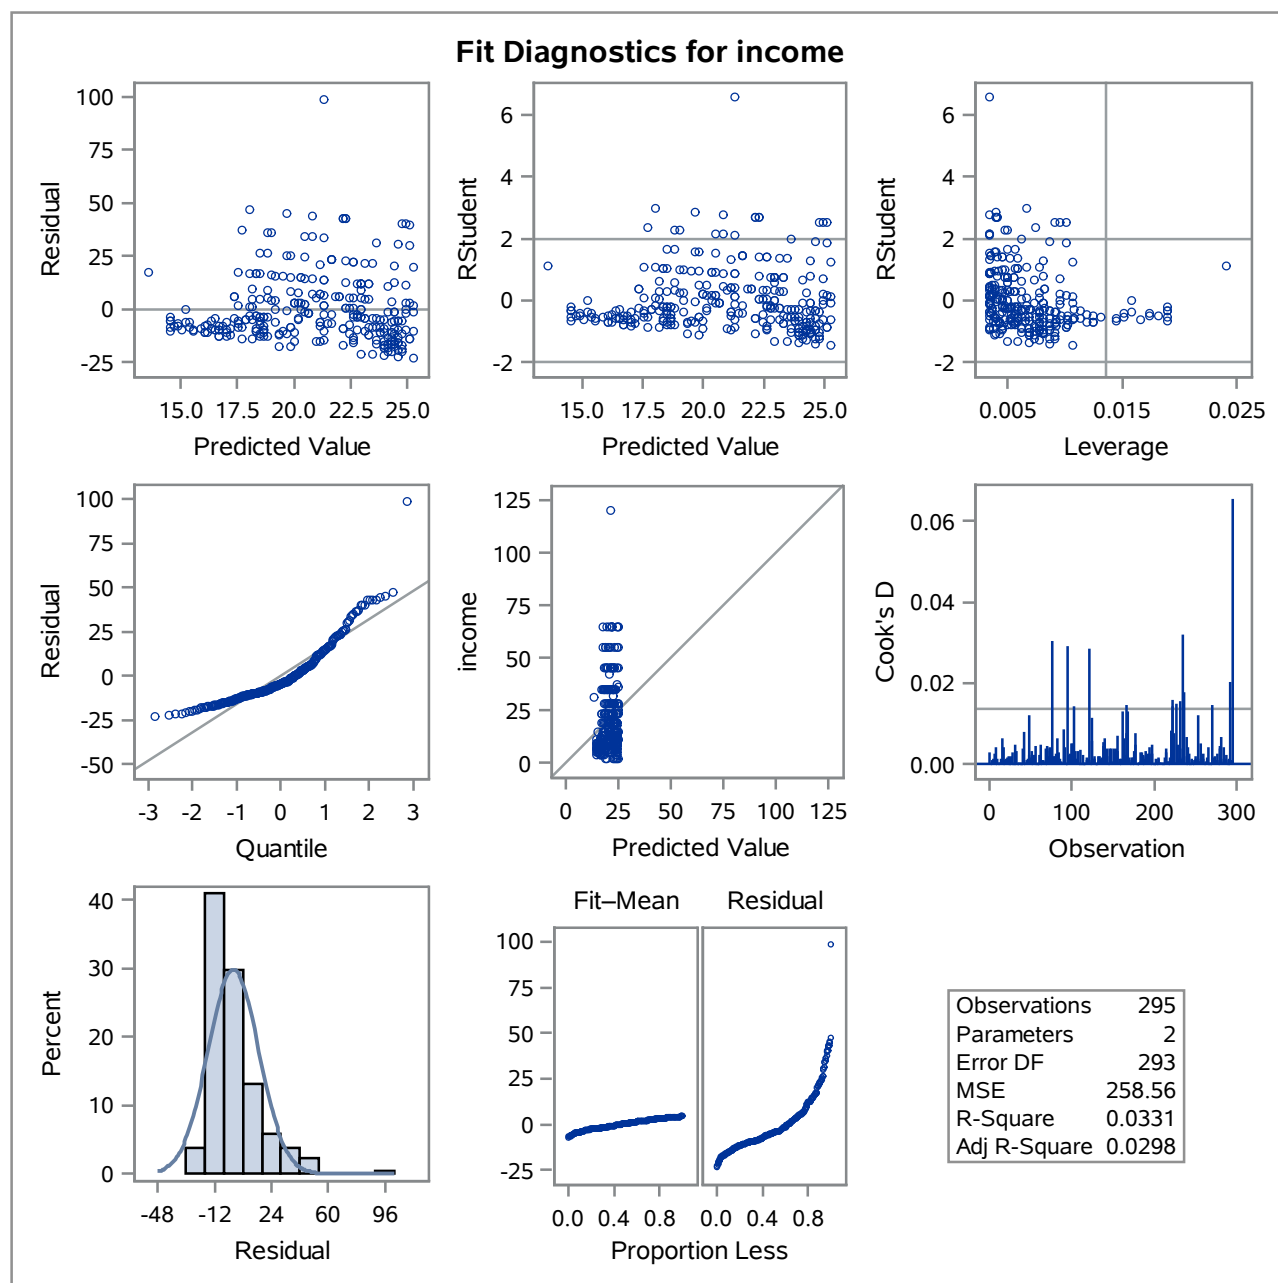 Fit Diagnostics for income
100
75
50
25
0
-25
Residual
15.0 17.5 20.0 22.5 25.0
Predicted Value
6
4
2
0
-2
RStudent
15.0 17.5 20.0 22.5 25.0
Predicted Value
6
4
2
0
-2
RStudent
0.005 0.015 0.025
Leverage
100
75
50
25
0
-25
-50
Residual
-3 -2 -1 0 1 2 3
Quantile
125
100
75
50
25
0
income
0 25 50 75 100 125
Predicted Value
0.06
0.04
0.02
0.00
Cook's D
0 100 200 300
Observation
40
30
20
10
0
Percent
-48 -12 24 60 96
Residual
Fit–Mean Residual
100
75
50
25
0
-25
0.0 0.4 0.8 0.0 0.4 0.8
Proportion Less
Observations 295
Parameters 2
Error DF 293
MSE 258.56
R-Square 0.0331
Adj R-Square 0.0298